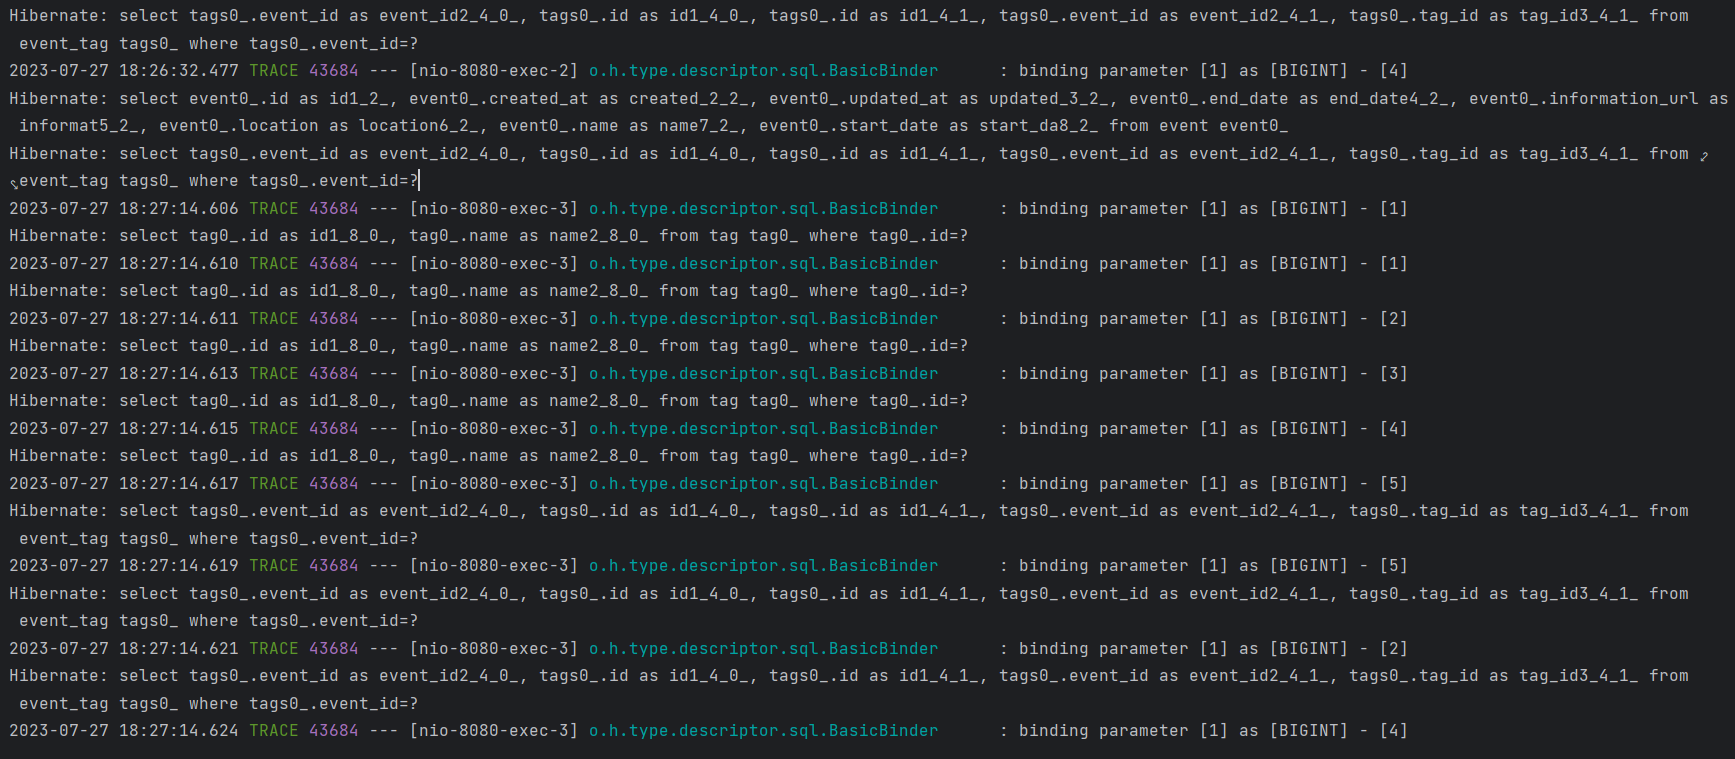 Hibernate: select tags0_.event_id as event_id2_4_0_, tags0_.id as id1_4_0_, tags0_.id as id1_4_1_, tags0_.event_id as event_id2_4_1_, tags0_.tag_id as tag_id3_4_1_ from
event_tag tags0_ where tags0_.event_id=?
2023-07-27 18:26:32.477 TRACE 43684 --- [nio-8080-exec-2] o.h.type.descriptor.sql.BasicBinder      : binding parameter [1] as [BIGINT] - [4]
Hibernate: select event0_.id as id1_2_, event0_.created_at as created_2_2_, event0_.updated_at as updated_3_2_, event0_.end_date as end_date4_2_, event0_.information_url as
informat5_2_, event0_.location as location6_2_, event0_.name as name7_2_, event0_.start_date as start_da8_2_ from event event0_
Hibernate: select tags0_.event_id as event_id2_4_0_, tags0_.id as id1_4_0_, tags0_.id as id1_4_1_, tags0_.event_id as event_id2_4_1_, tags0_.tag_id as tag_id3_4_1_ from
event_tag tags0_ where tags0_.event_id=?
2023-07-27 18:27:14.606 TRACE 43684 --- [nio-8080-exec-3] o.h.type.descriptor.sql.BasicBinder      : binding parameter [1] as [BIGINT] - [1]
Hibernate: select tag0_.id as id1_8_0_, tag0_.name as name2_8_0_ from tag tag0_ where tag0_.id=?
2023-07-27 18:27:14.610 TRACE 43684 --- [nio-8080-exec-3] o.h.type.descriptor.sql.BasicBinder      : binding parameter [1] as [BIGINT] - [1]
Hibernate: select tag0_.id as id1_8_0_, tag0_.name as name2_8_0_ from tag tag0_ where tag0_.id=?
2023-07-27 18:27:14.611 TRACE 43684 --- [nio-8080-exec-3] o.h.type.descriptor.sql.BasicBinder      : binding parameter [1] as [BIGINT] - [2]
Hibernate: select tag0_.id as id1_8_0_, tag0_.name as name2_8_0_ from tag tag0_ where tag0_.id=?
2023-07-27 18:27:14.613 TRACE 43684 --- [nio-8080-exec-3] o.h.type.descriptor.sql.BasicBinder      : binding parameter [1] as [BIGINT] - [3]
Hibernate: select tag0_.id as id1_8_0_, tag0_.name as name2_8_0_ from tag tag0_ where tag0_.id=?
2023-07-27 18:27:14.615 TRACE 43684 --- [nio-8080-exec-3] o.h.type.descriptor.sql.BasicBinder      : binding parameter [1] as [BIGINT] - [4]
Hibernate: select tag0_.id as id1_8_0_, tag0_.name as name2_8_0_ from tag tag0_ where tag0_.id=?
2023-07-27 18:27:14.617 TRACE 43684 --- [nio-8080-exec-3] o.h.type.descriptor.sql.BasicBinder      : binding parameter [1] as [BIGINT] - [5]
Hibernate: select tags0_.event_id as event_id2_4_0_, tags0_.id as id1_4_0_, tags0_.id as id1_4_1_, tags0_.event_id as event_id2_4_1_, tags0_.tag_id as tag_id3_4_1_ from
event_tag tags0_ where tags0_.event_id=?
2023-07-27 18:27:14.619 TRACE 43684 --- [nio-8080-exec-3] o.h.type.descriptor.sql.BasicBinder      : binding parameter [1] as [BIGINT] - [5]
Hibernate: select tags0_.event_id as event_id2_4_0_, tags0_.id as id1_4_0_, tags0_.id as id1_4_1_, tags0_.event_id as event_id2_4_1_, tags0_.tag_id as tag_id3_4_1_ from
event_tag tags0_ where tags0_.event_id=?
2023-07-27 18:27:14.621 TRACE 43684 --- [nio-8080-exec-3] o.h.type.descriptor.sql.BasicBinder      : binding parameter [1] as [BIGINT] - [2]
Hibernate: select tags0_.event_id as event_id2_4_0_, tags0_.id as id1_4_0_, tags0_.id as id1_4_1_, tags0_.event_id as event_id2_4_1_, tags0_.tag_id as tag_id3_4_1_ from
event_tag tags0_ where tags0_.event_id=?
2023-07-27 18:27:14.624 TRACE 43684 --- [nio-8080-exec-3] o.h.type.descriptor.sql.BasicBinder      : binding parameter [1] as [BIGINT] - [4]